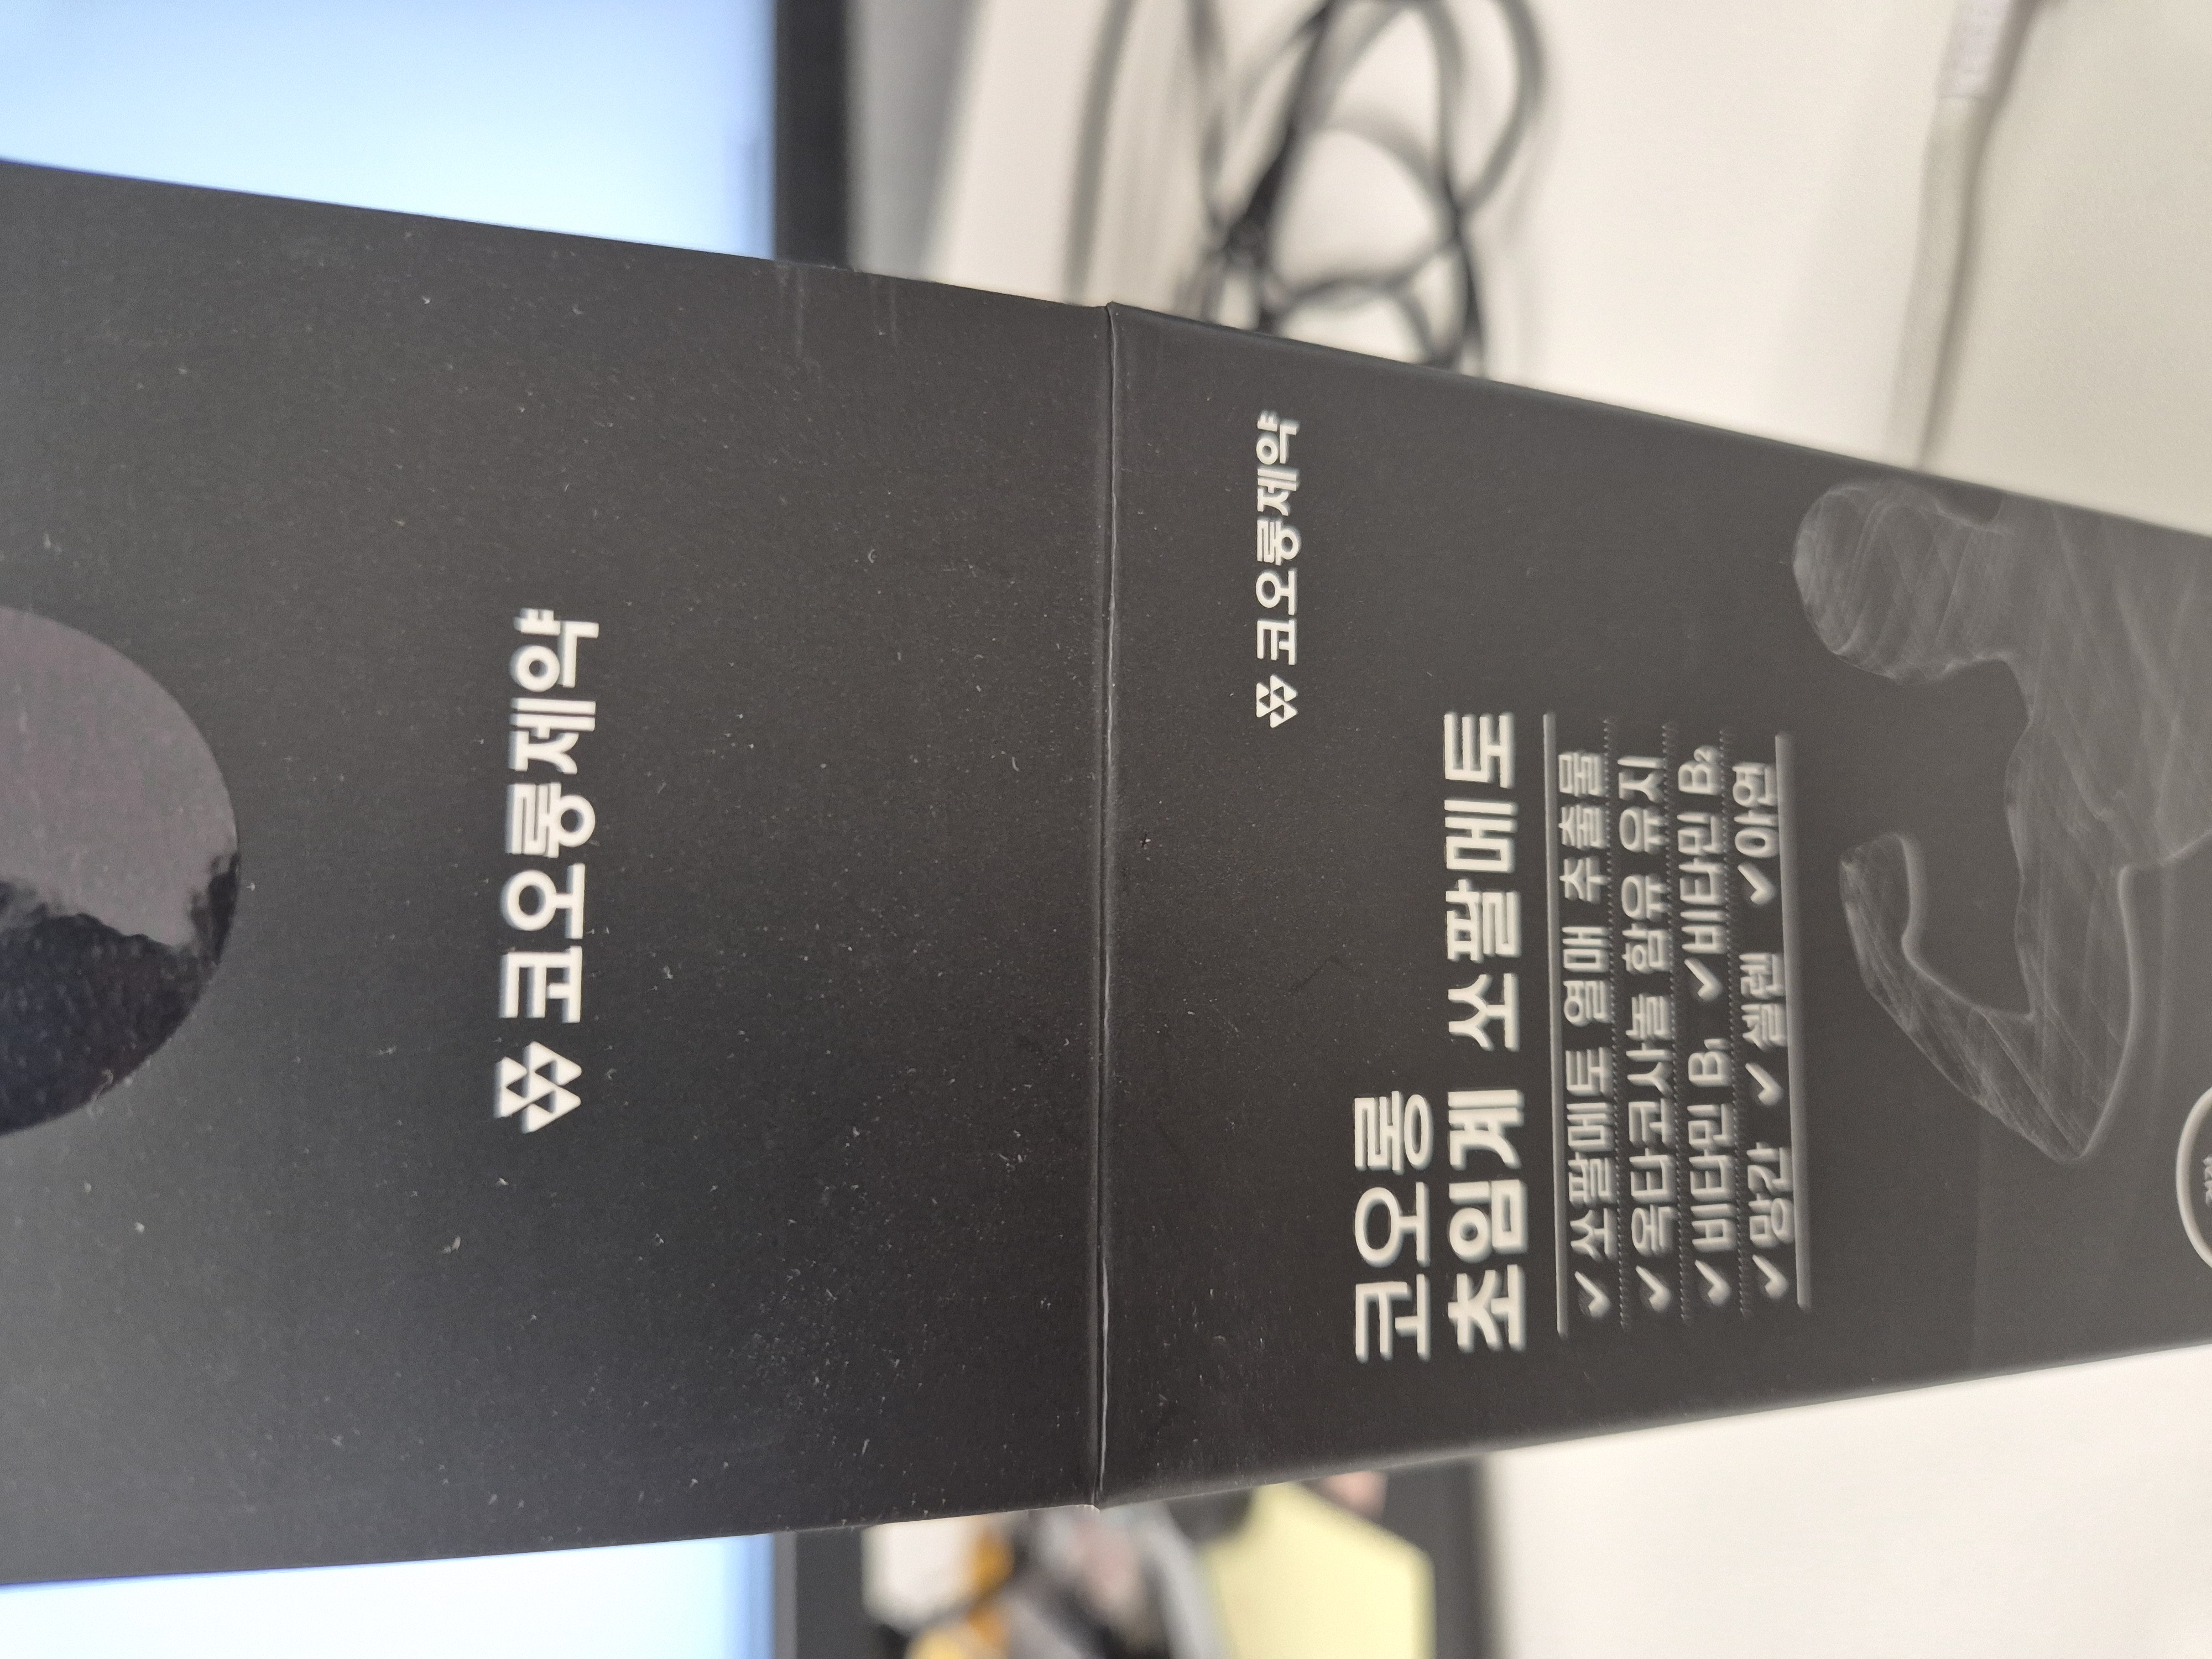 코오롱제약
코오롱제약
코오롱
초임계 쏘팔메토
✓쏘팔메토 열매 추출물
✓옥타코사놀 함유 유지
✓비타민 B₁ ✓비타민 B₂
✓망간 ✓셀렌 ✓아연